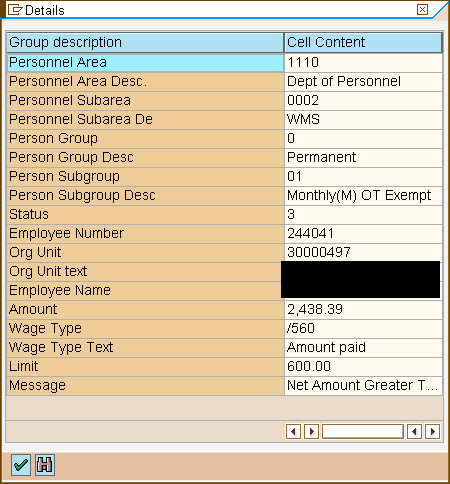 Details
Group description Cell Content
Personnel Area 1110
Personnel Area Desc. Dept of Personnel
Personnel Subarea 0002
Personnel Subarea De WMS
Person Group 0
Person Group Desc Permanent
Person Subgroup 01
Person Subgroup Desc Monthly(M) OT Exempt
Status 3
Employee Number 244041
Org Unit 30000497
Org Unit text
Employee Name
Amount 2,438.39
Wage Type /560
Wage Type Text Amount paid
Limit 600.00
Message Net Amount Greater T...